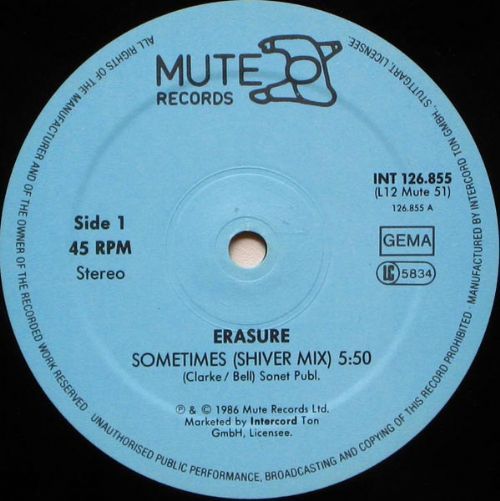 MUTE
RECORDS
INT 126.855
(L12 Mute 51)
126.855 A
Side 1
45 RPM
Stereo
GEMA
LC 5834
ERASURE
SOMETIMES (SHIVER MIX) 5:50
(Clarke / Bell) Sonet Publ.
℗ & © 1986 Mute Records Ltd.
Marketed by Intercord Ton
GmbH, Licensee.
ALL RIGHTS OF THE MANUFACTURER AND OF THE OWNER OF THE RECORDED WORK RESERVED
UNAUTHORISED PUBLIC PERFORMANCE, BROADCASTING AND COPYING OF THIS RECORD PROHIBITED
MANUFACTURED BY INTERCORD TON GMBH, STUTTGART, LICENSEE.